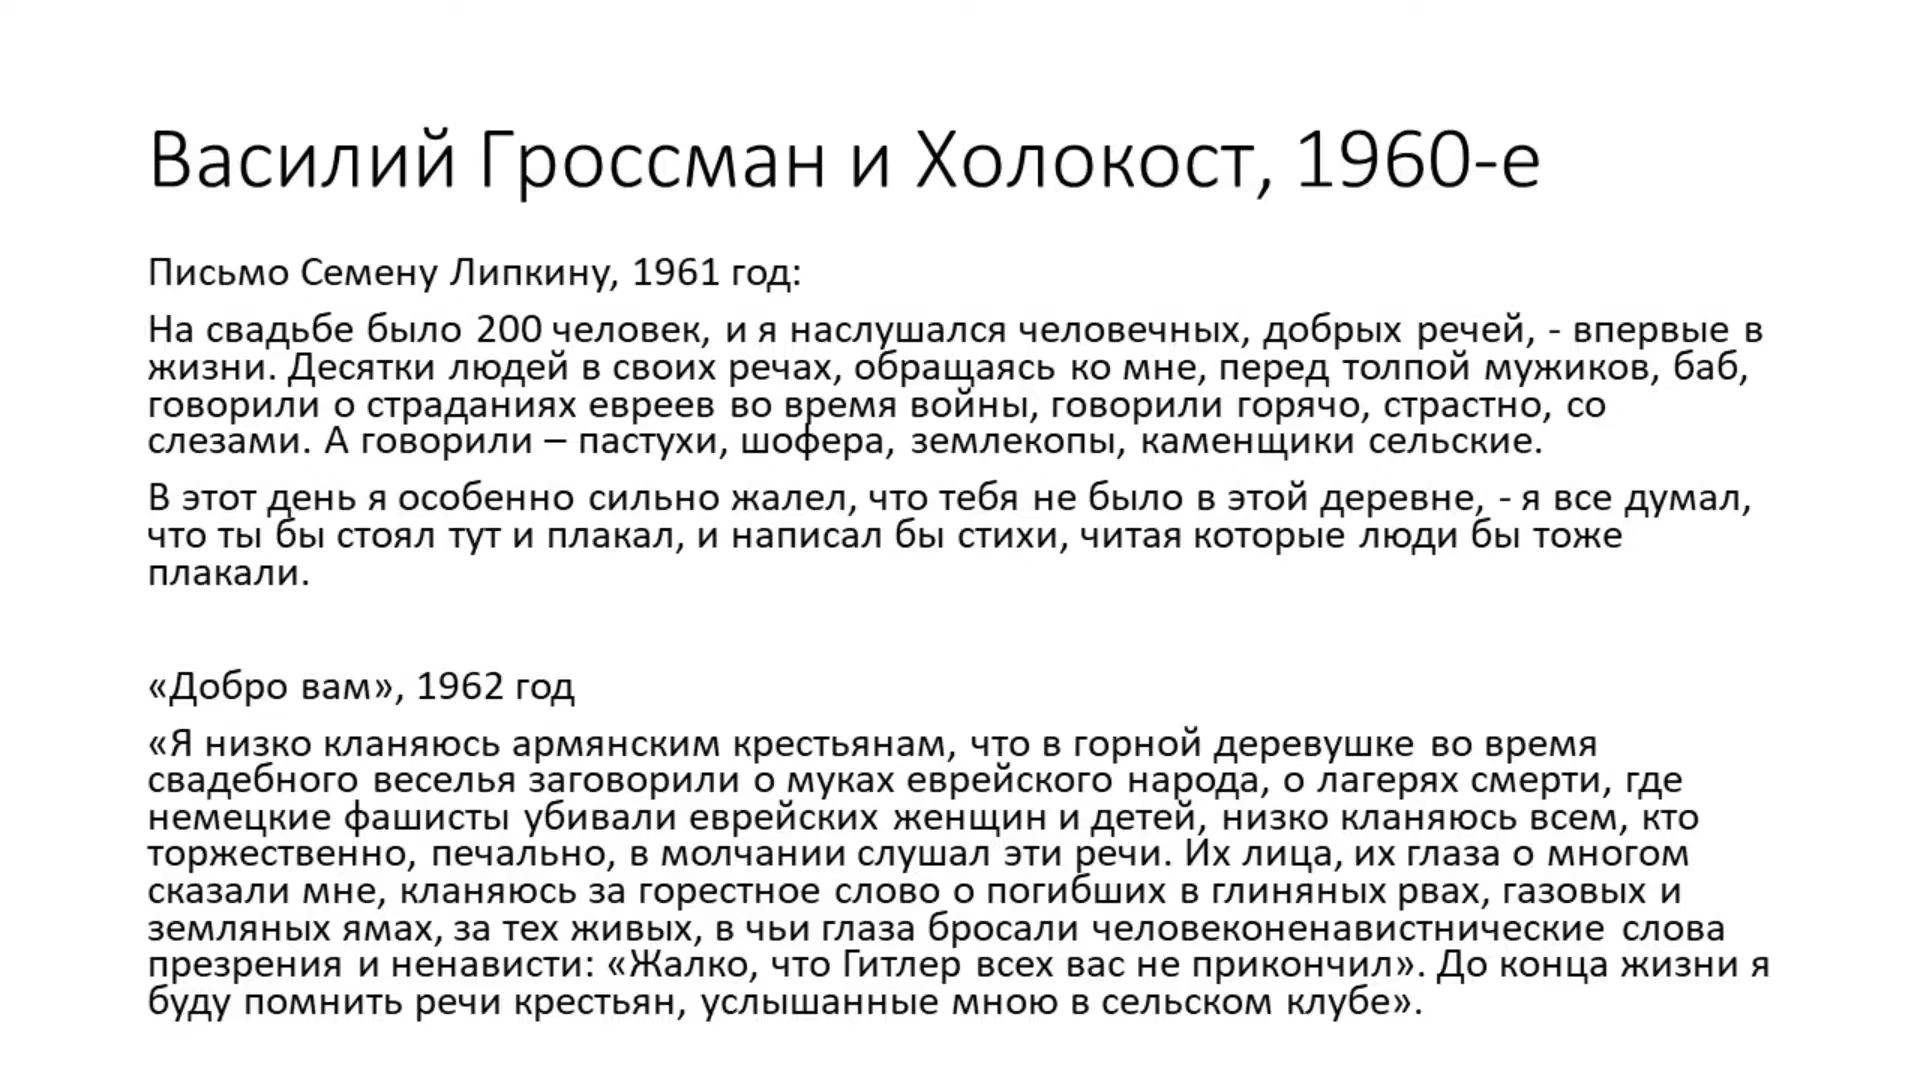 Василий Гроссман и Холокост, 1960-е
Письмо Семену Липкину, 1961 год:
На свадьбе было 200 человек, и я наслушался человечных, добрых речей, - впервые в
жизни. Десятки людей в своих речах, обращаясь ко мне, перед толпой мужиков, баб,
говорили о страданиях евреев во время войны, говорили горячо, страстно, со
слезами. А говорили – пастухи, шофера, землекопы, каменщики сельские.
В этот день я особенно сильно жалел, что тебя не было в этой деревне, - я все думал,
что ты бы стоял тут и плакал, и написал бы стихи, читая которые люди бы тоже
плакали.
«Добро вам», 1962 год
«Я низко кланяюсь армянским крестьянам, что в горной деревушке во время
свадебного веселья заговорили о муках еврейского народа, о лагерях смерти, где
немецкие фашисты убивали еврейских женщин и детей, низко кланяюсь всем, кто
торжественно, печально, в молчании слушал эти речи. Их лица, их глаза о многом
сказали мне, кланяюсь за горестное слово о погибших в глиняных рвах, газовых и
земляных ямах, за тех живых, в чьи глаза бросали человеконенавистнические слова
презрения и ненависти: «Жалко, что Гитлер всех вас не прикончил». До конца жизни я
буду помнить речи крестьян, услышанные мною в сельском клубе».